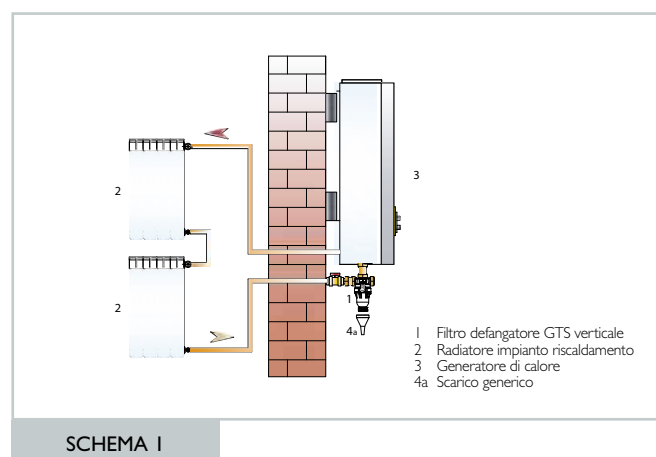 2
3
2
1
4a
1 Filtro defangatore GTS verticale
2 Radiatore impianto riscaldamento
3 Generatore di calore
4a Scarico generico
SCHEMA 1